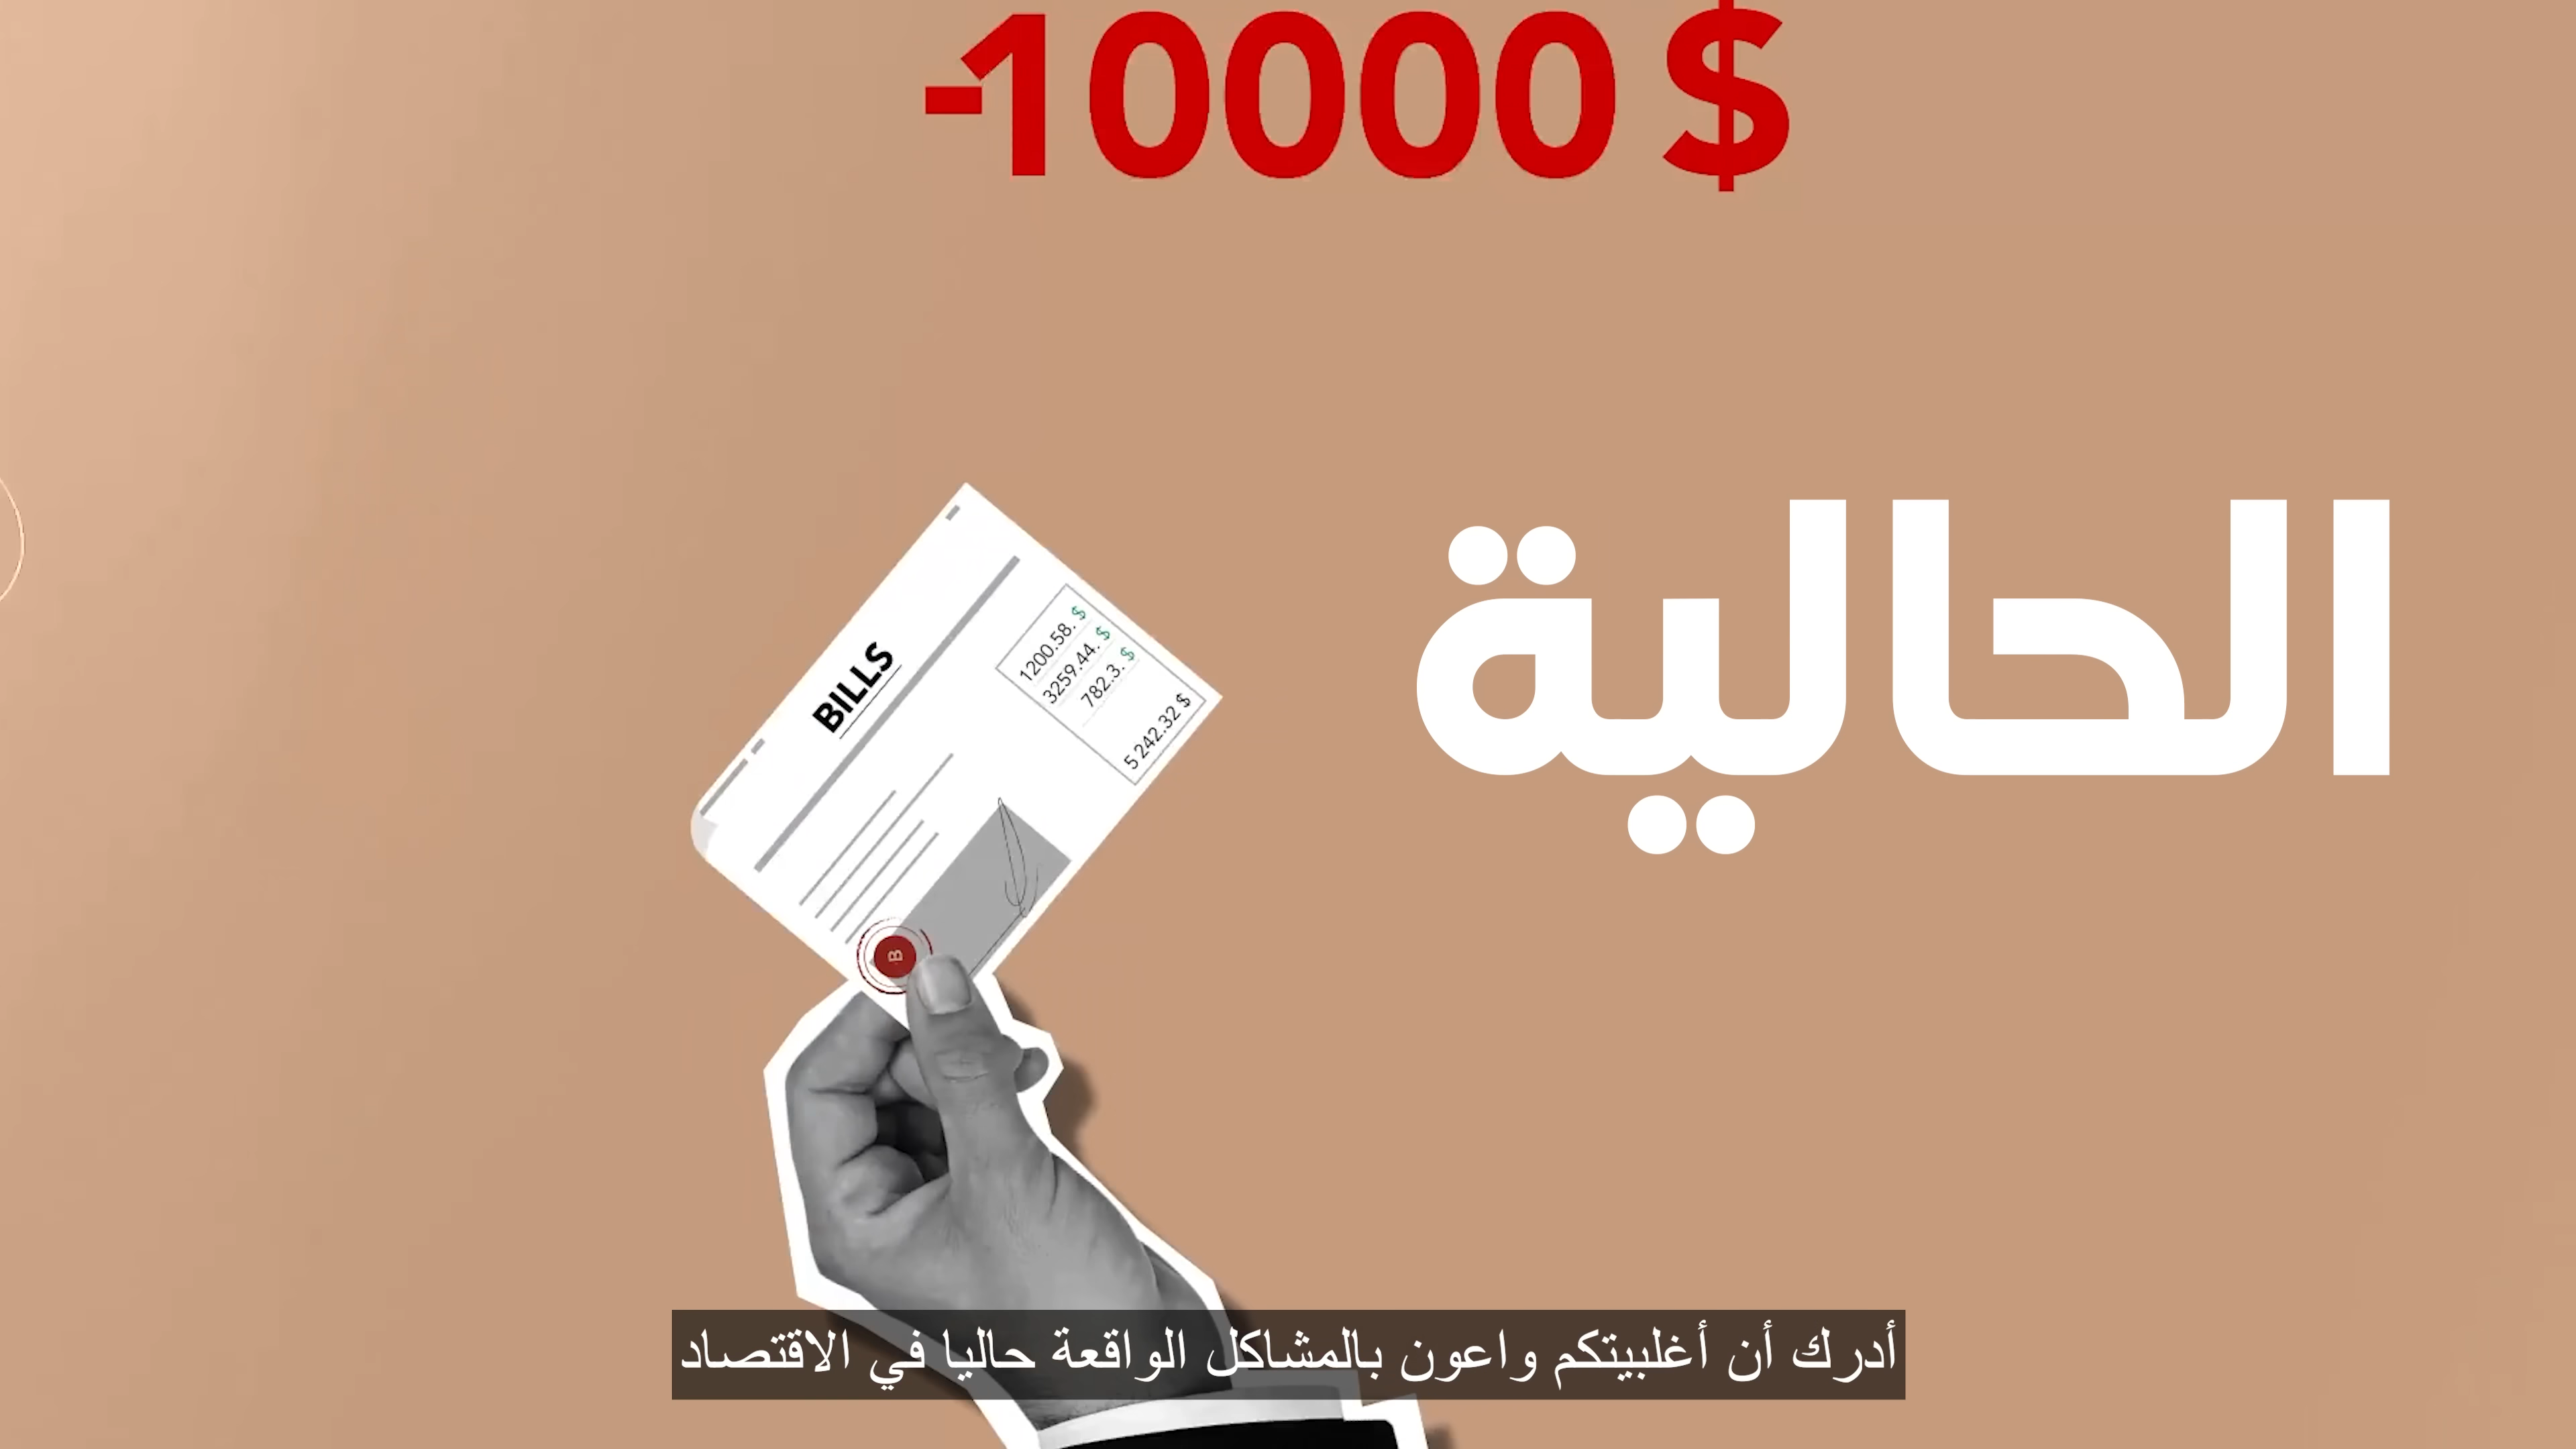 -10000 $
الحالية
BILLS
1200.58. $
3259.44. $
782.3. $
5 242.32 $
B
أدرك أن أغلبيتكم واعون بالمشاكل الواقعة حاليا في الاقتصاد